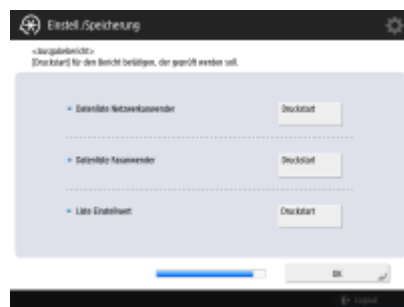 Einstell./Speicherung
<Ausgabebericht>
[Druckstart] für den Bericht betätigen, der geprüft werden soll.
Datenliste Netzwerkanwender
Druckstart
Datenliste Faxanwender
Druckstart
Liste Einstellwert
Druckstart
OK
Logout